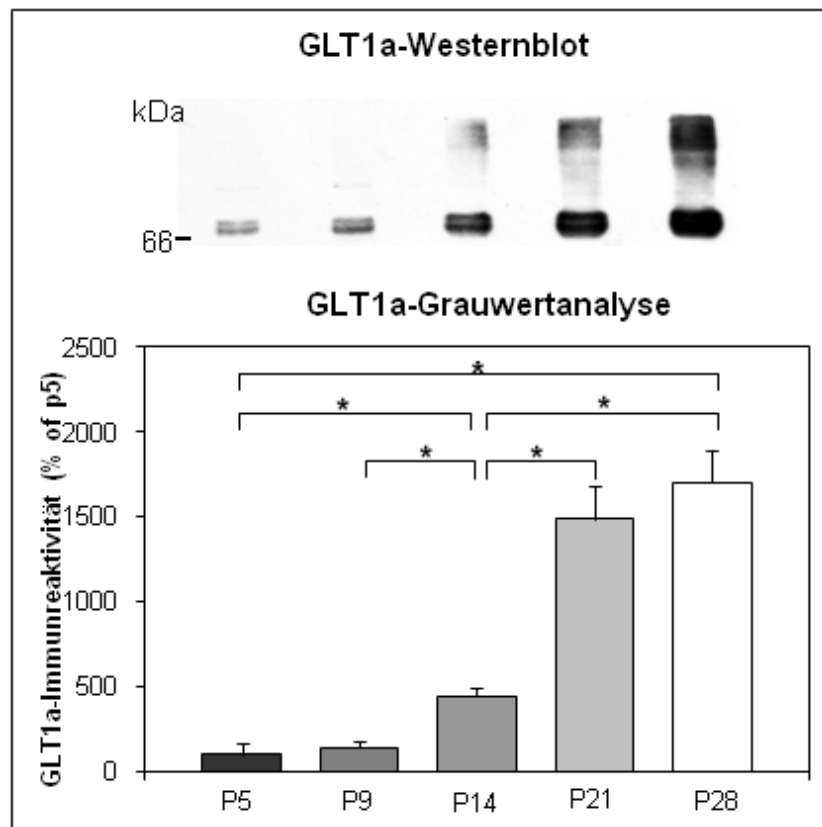 GLT1a-Westernblot
kDa
66
GLT1a-Grauwertanalyse
GLT1a-Immunreaktivität (% of p5)
2500
2000
1500
1000
500
0
*
* *
* *
P5 P9 P14 P21 P28